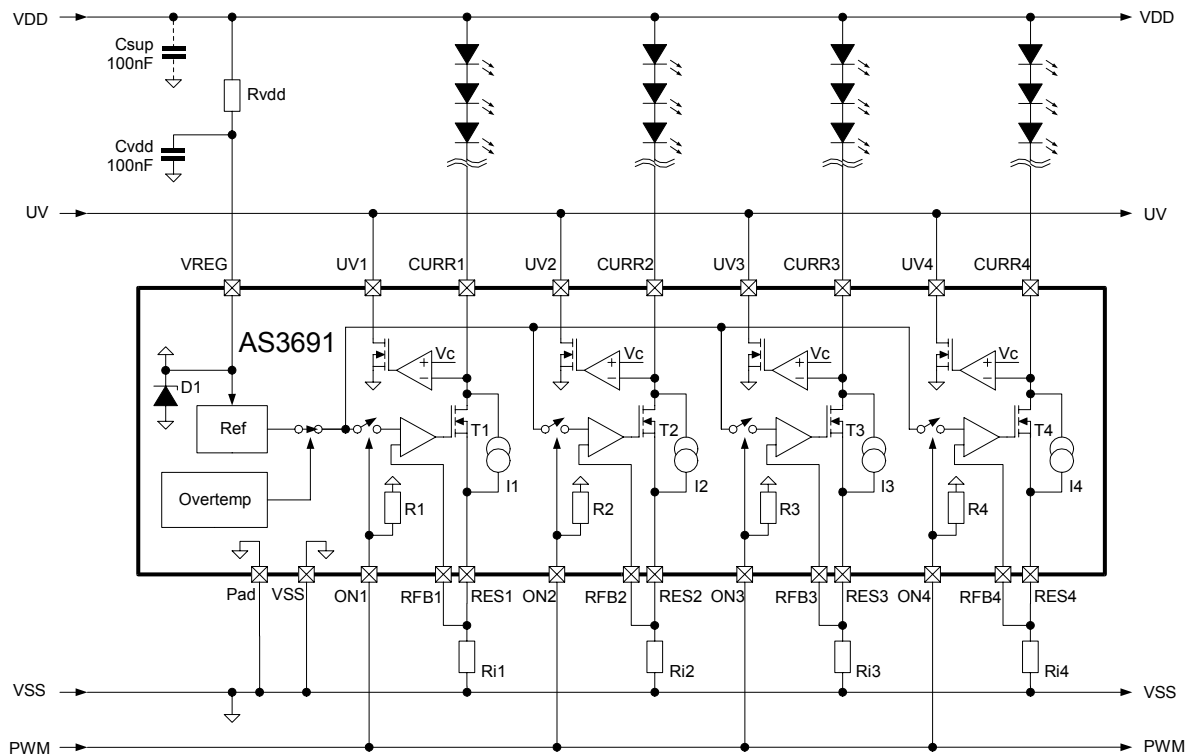 VDD
VDD
Csup
100nF
Rvdd
Cvdd
100nF
UV
UV
VREG
UV1
CURR1
UV2
CURR2
UV3
CURR3
UV4
CURR4
AS3691
Vc
Vc
Vc
Vc
D1
Ref
T1
T2
T3
T4
Overtemp
R1
I1
R2
I2
R3
I3
R4
I4
Pad
VSS
ON1
RFB1
RES1
ON2
RFB2
RES2
ON3
RFB3
RES3
ON4
RFB4
RES4
Ri1
Ri2
Ri3
Ri4
VSS
VSS
PWM
PWM